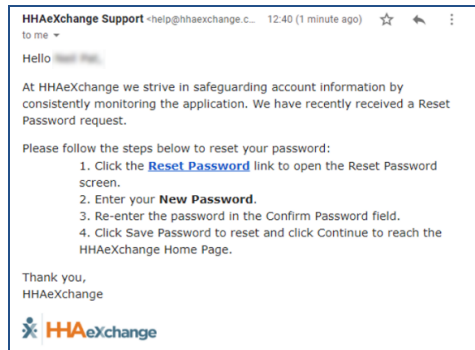 HHAeXchange Support <help@hhaexchange.c... 12:40 (1 minute ago)
to me
Hello
At HHAeXchange we strive in safeguarding account information by
consistently monitoring the application. We have recently received a Reset
Password request.
Please follow the steps below to reset your password:
1. Click the Reset Password link to open the Reset Password
screen.
2. Enter your New Password.
3. Re-enter the password in the Confirm Password field.
4. Click Save Password to reset and click Continue to reach the
HHAeXchange Home Page.
Thank you,
HHAeXchange
HHAeXchange